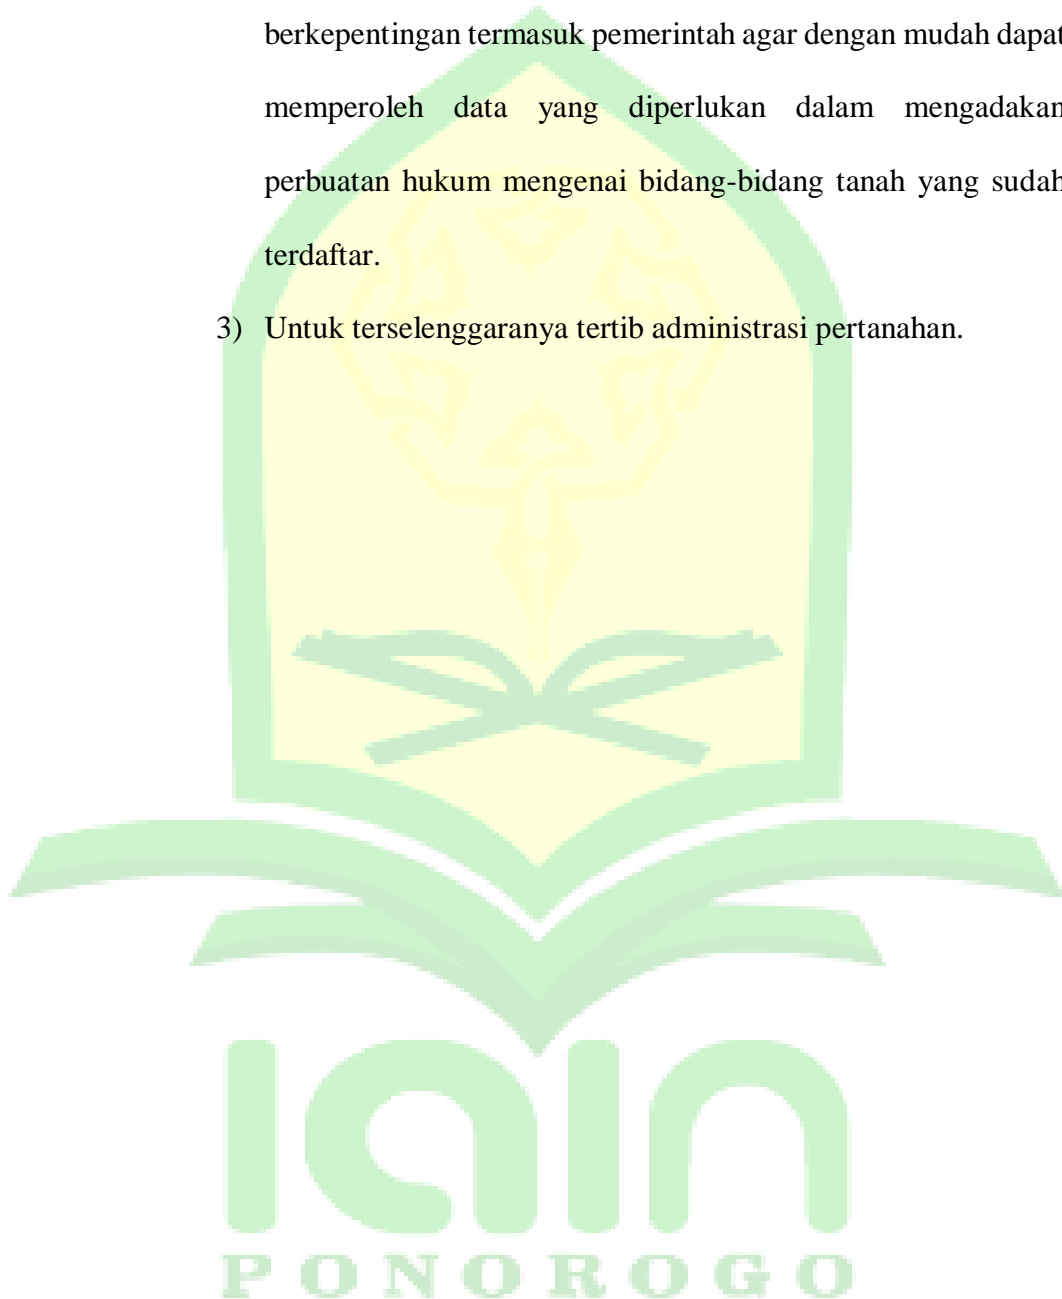 berkepentingan termasuk pemerintah agar dengan mudah dapat
memperoleh data yang diperlukan dalam mengadakan
perbuatan hukum mengenai bidang-bidang tanah yang sudah
terdaftar.
3) Untuk terselenggaranya tertib administrasi pertanahan.
iain
PONOROGO